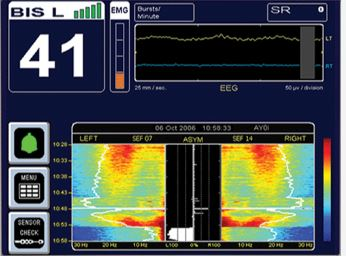 BIS L
41
EMG
Bursts/
Minute
SR 0
LT
RT
25 mm / sec.
EEG
50 µv / division
06 Oct 2006 10:58:33 AY0i
LEFT SEF 07 ASYM SEF 14 RIGHT
10:28
10:33
10:38
10:43
10:48
10:53
10:58
MENU
SENSOR
CHECK
30 Hz 20 Hz 10 Hz L100 0% R100 10 Hz 20 Hz 30 Hz